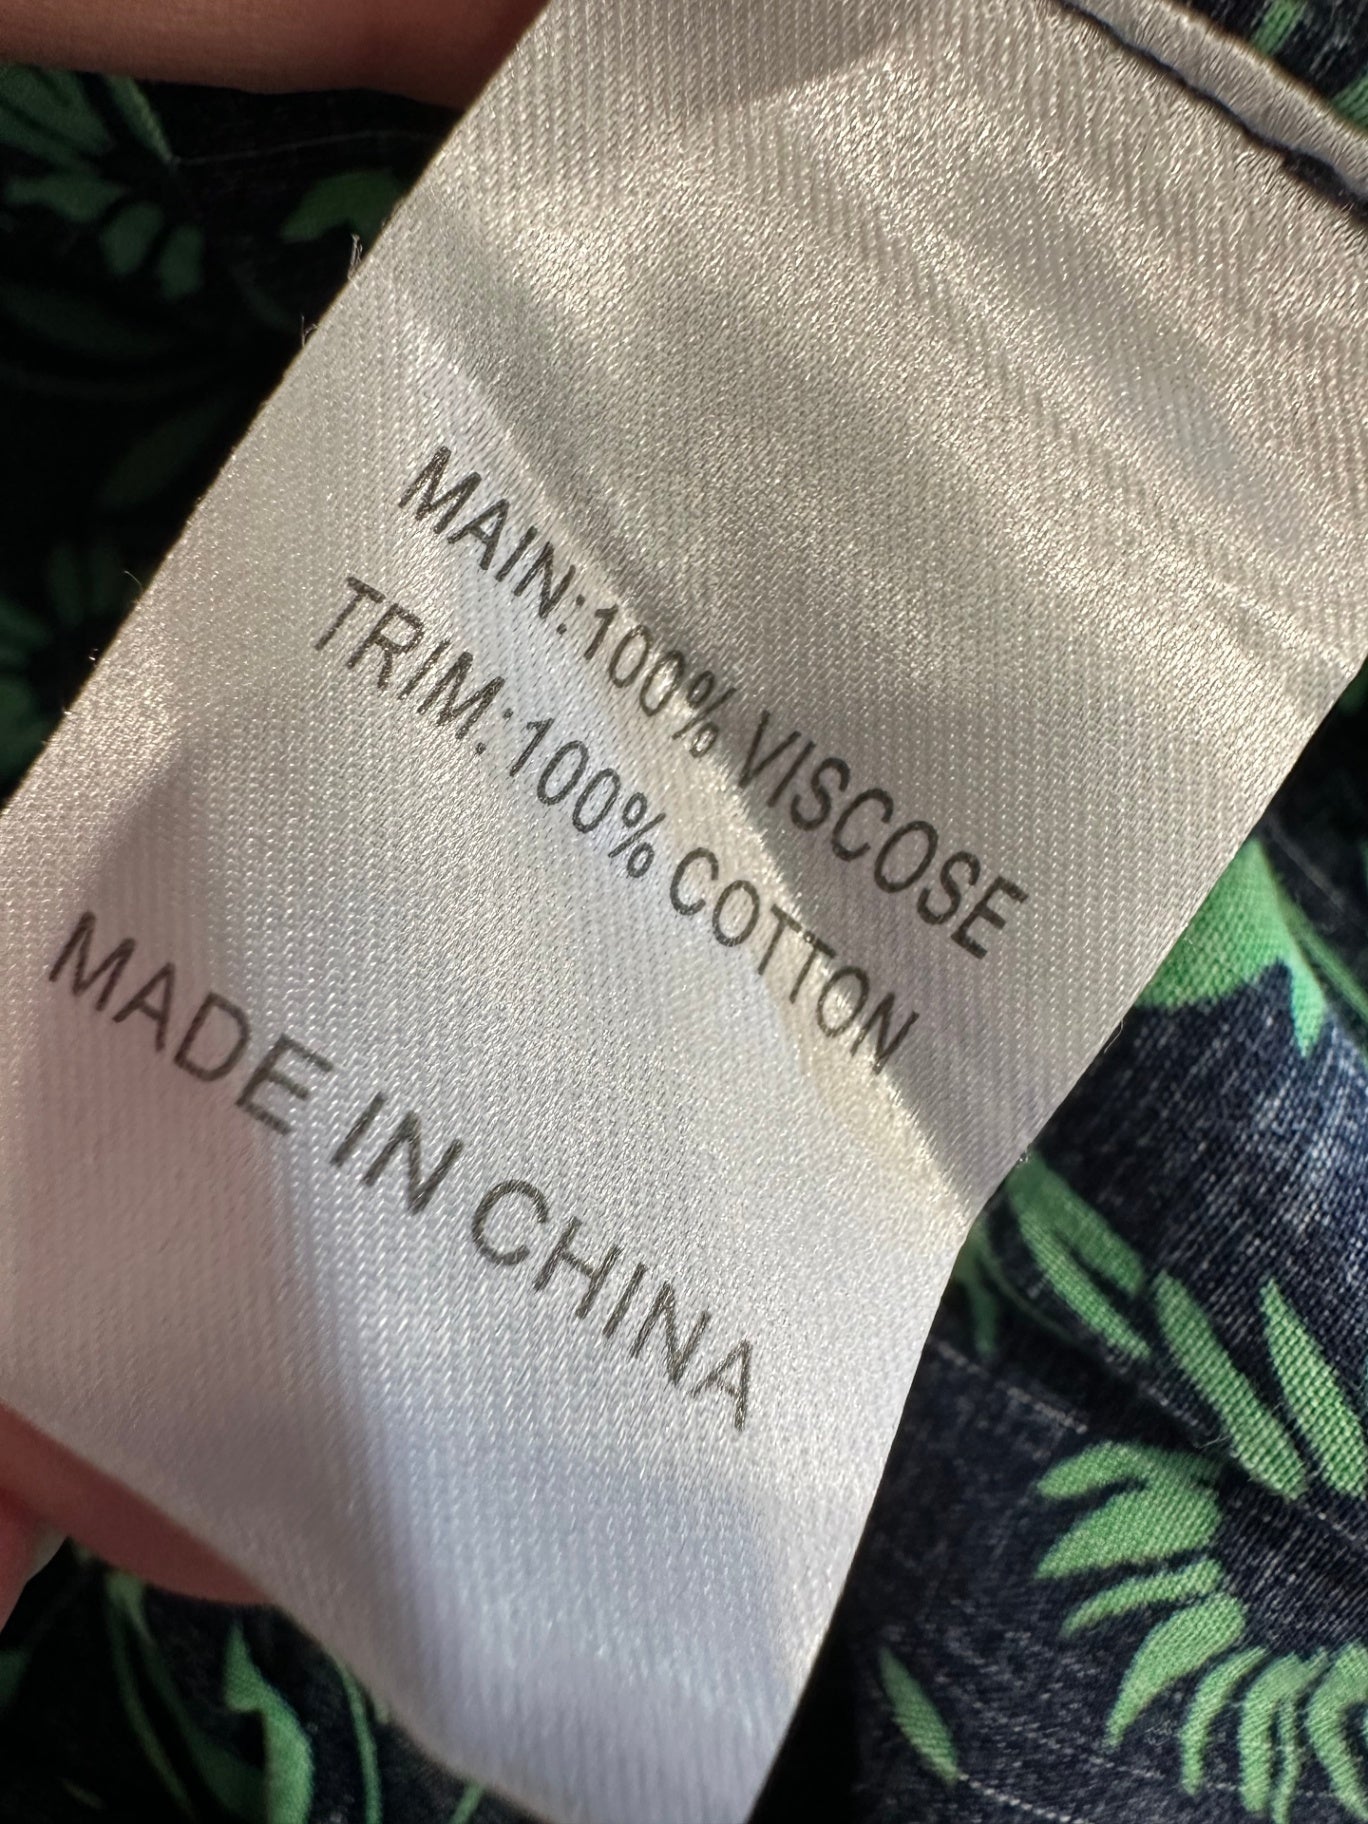 MAIN:100% VISCOSE
TRIM:100% COTTON
MADE IN CHINA